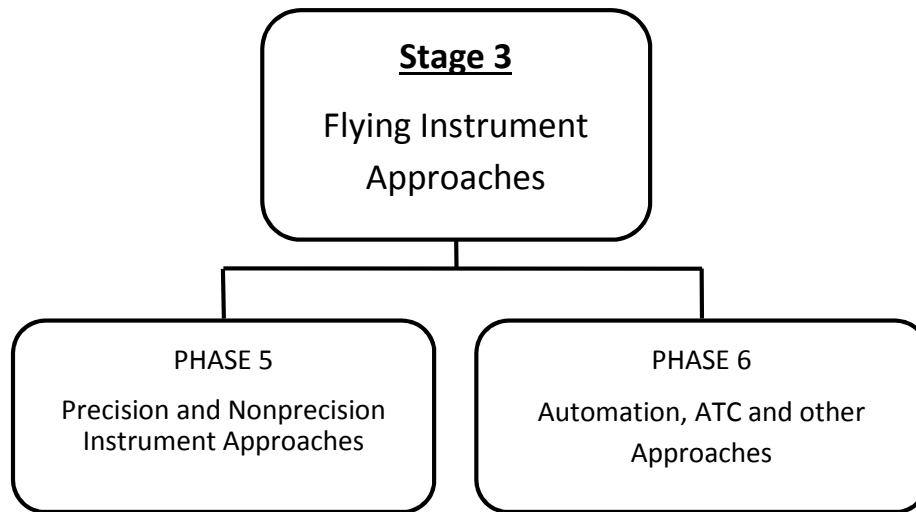 Stage 3
Flying Instrument
Approaches
PHASE 5
Precision and Nonprecision
Instrument Approaches
PHASE 6
Automation, ATC and other
Approaches